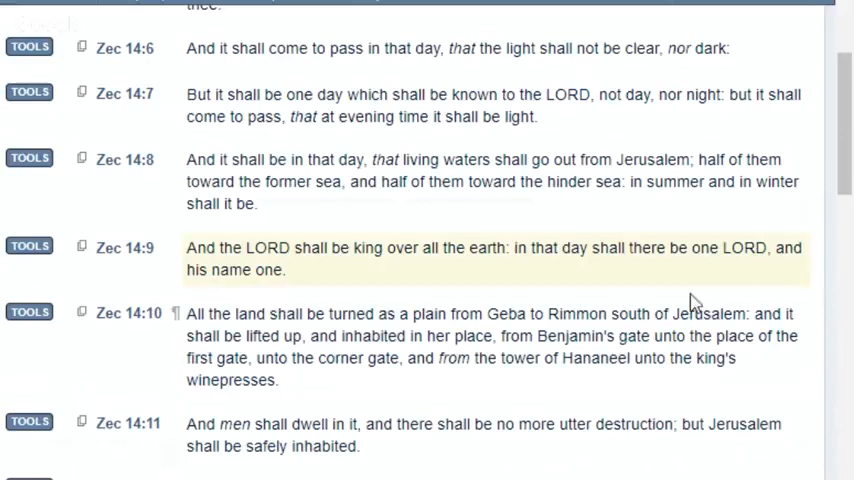 thee.
TOOLS Zec 14:6 And it shall come to pass in that day, that the light shall not be clear, nor dark:
TOOLS Zec 14:7 But it shall be one day which shall be known to the LORD, not day, nor night: but it shall
come to pass, that at evening time it shall be light.
TOOLS Zec 14:8 And it shall be in that day, that living waters shall go out from Jerusalem; half of them
toward the former sea, and half of them toward the hinder sea: in summer and in winter
shall it be.
TOOLS Zec 14:9 And the LORD shall be king over all the earth: in that day shall there be one LORD, and
his name one.
TOOLS Zec 14:10 ¶ All the land shall be turned as a plain from Geba to Rimmon south of Jerusalem: and it
shall be lifted up, and inhabited in her place, from Benjamin's gate unto the place of the
first gate, unto the corner gate, and from the tower of Hananeel unto the king's
winepresses.
TOOLS Zec 14:11 And men shall dwell in it, and there shall be no more utter destruction; but Jerusalem
shall be safely inhabited.